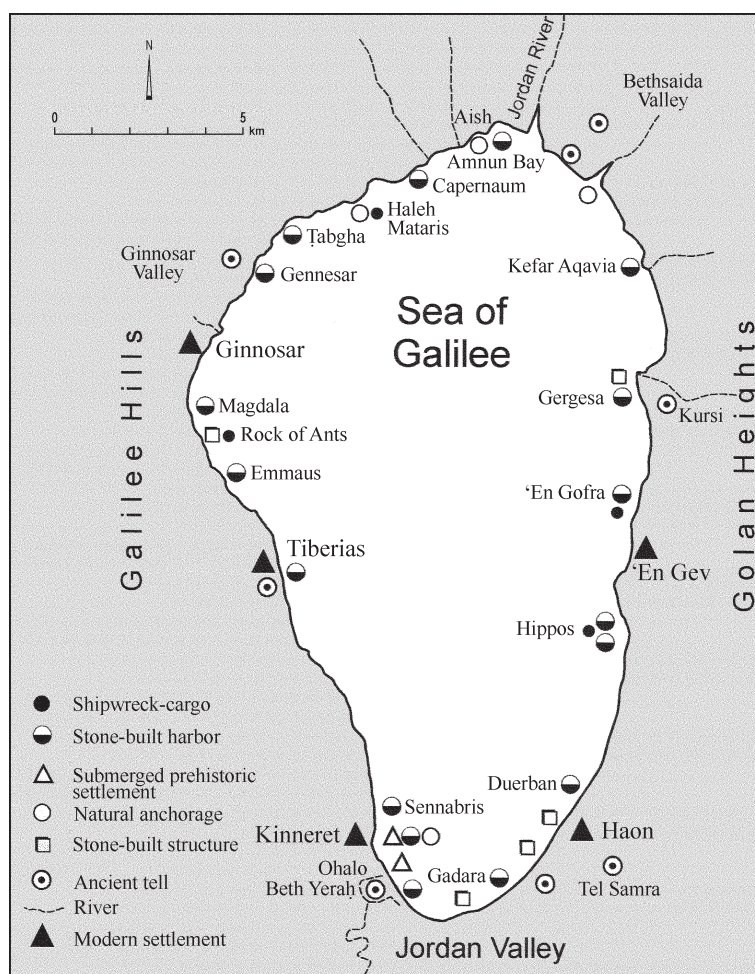 N
0
5
km
Jordan River
Bethsaida
Valley
Aish
Amnun Bay
Capernaum
Haleh
Mataris
Ṭabgha
Ginnosar
Valley
Gennesar
Kefar Aqavia
Sea of
Galilee
Ginnosar
Galilee Hills
Golan Heights
Magdala
Gergesa
Kursi
Rock of Ants
Emmaus
‘En Gofra
Tiberias
‘En Gev
Hippos
Shipwreck-cargo
Stone-built harbor
Submerged prehistoric
settlement
Natural anchorage
Stone-built structure
Ancient tell
River
Modern settlement
Duerban
Sennabris
Kinneret
Haon
Ohalo
Beth Yerah
Gadara
Tel Samra
Jordan Valley